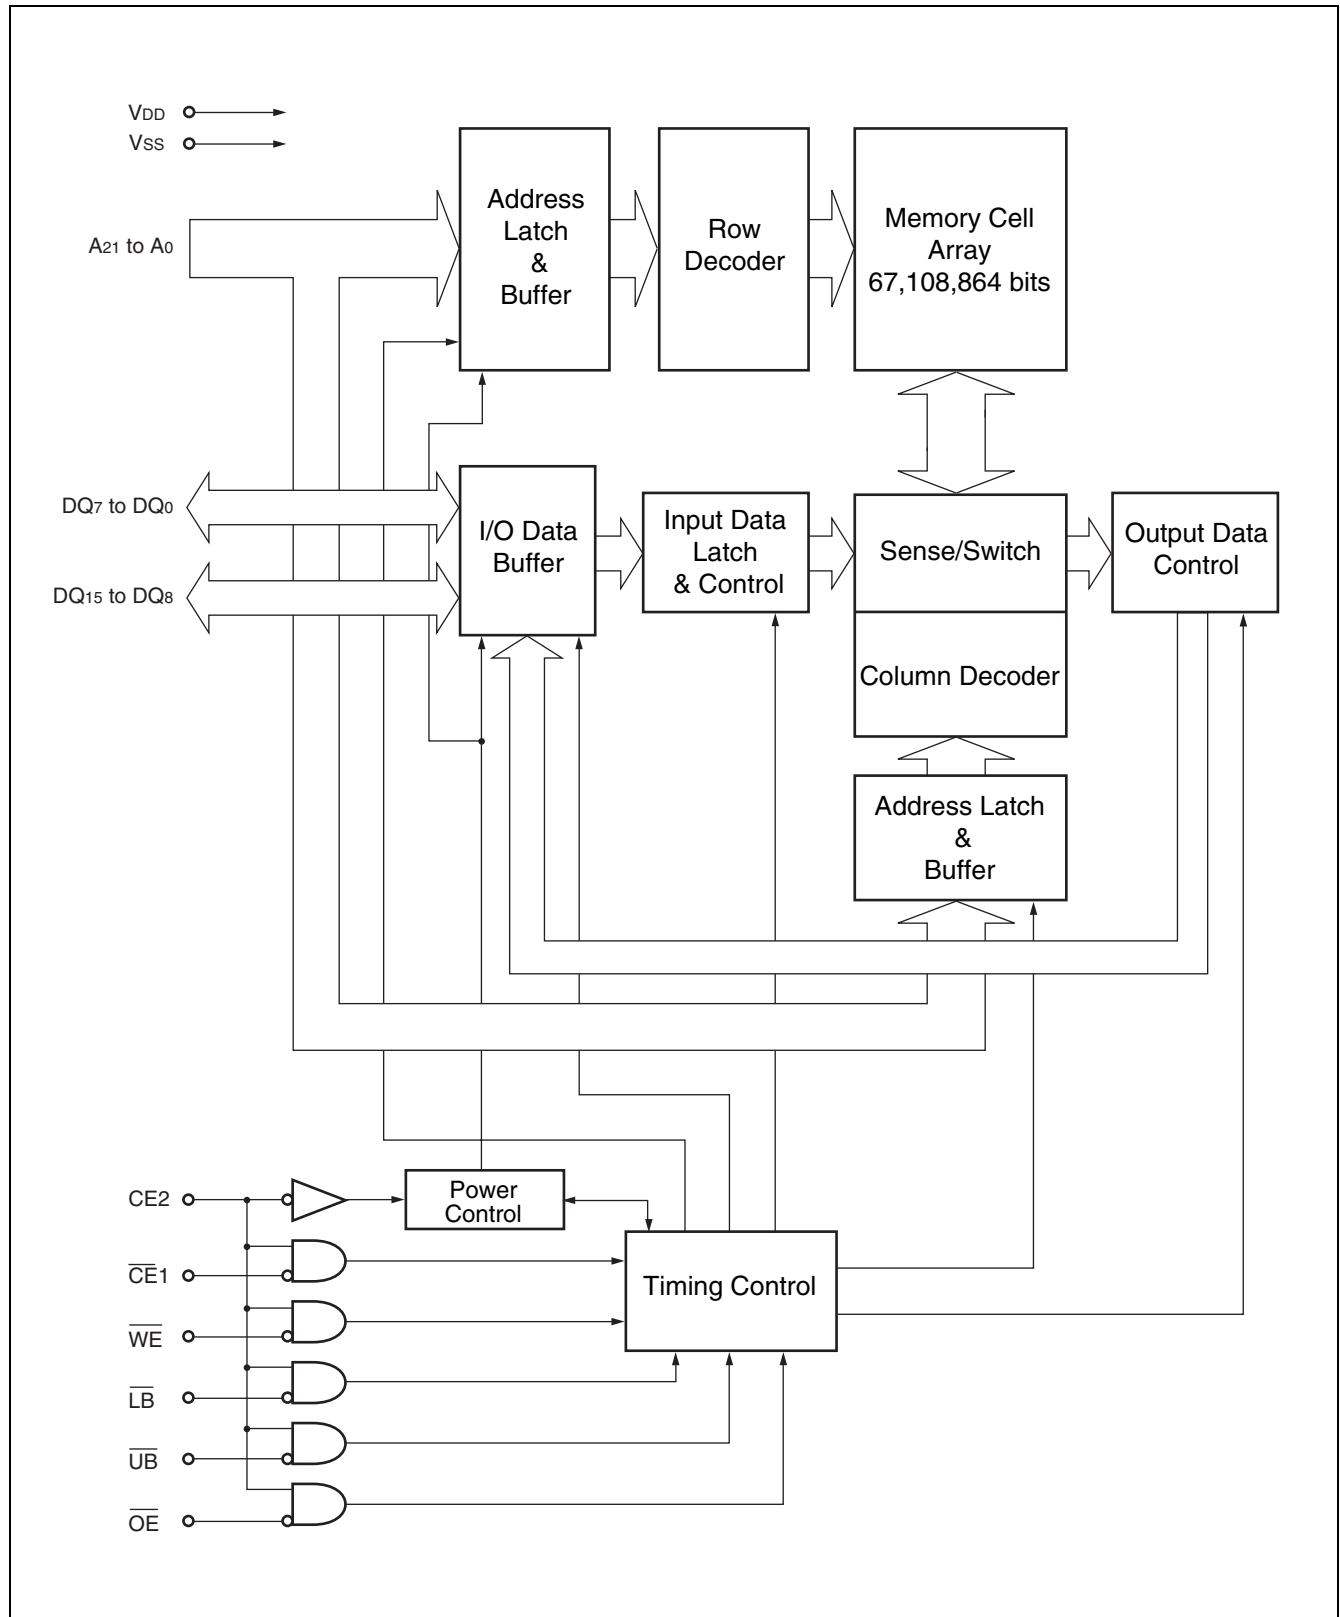 VDD
VSS
A21 to A0
Address
Latch
&
Buffer
Row
Decoder
Memory Cell
Array
67,108,864 bits
DQ7 to DQ0
DQ15 to DQ8
I/O Data
Buffer
Input Data
Latch
& Control
Sense/Switch
Output Data
Control
Column Decoder
Address Latch
&
Buffer
CE2
Power
Control
CE1
Timing Control
WE
LB
UB
OE